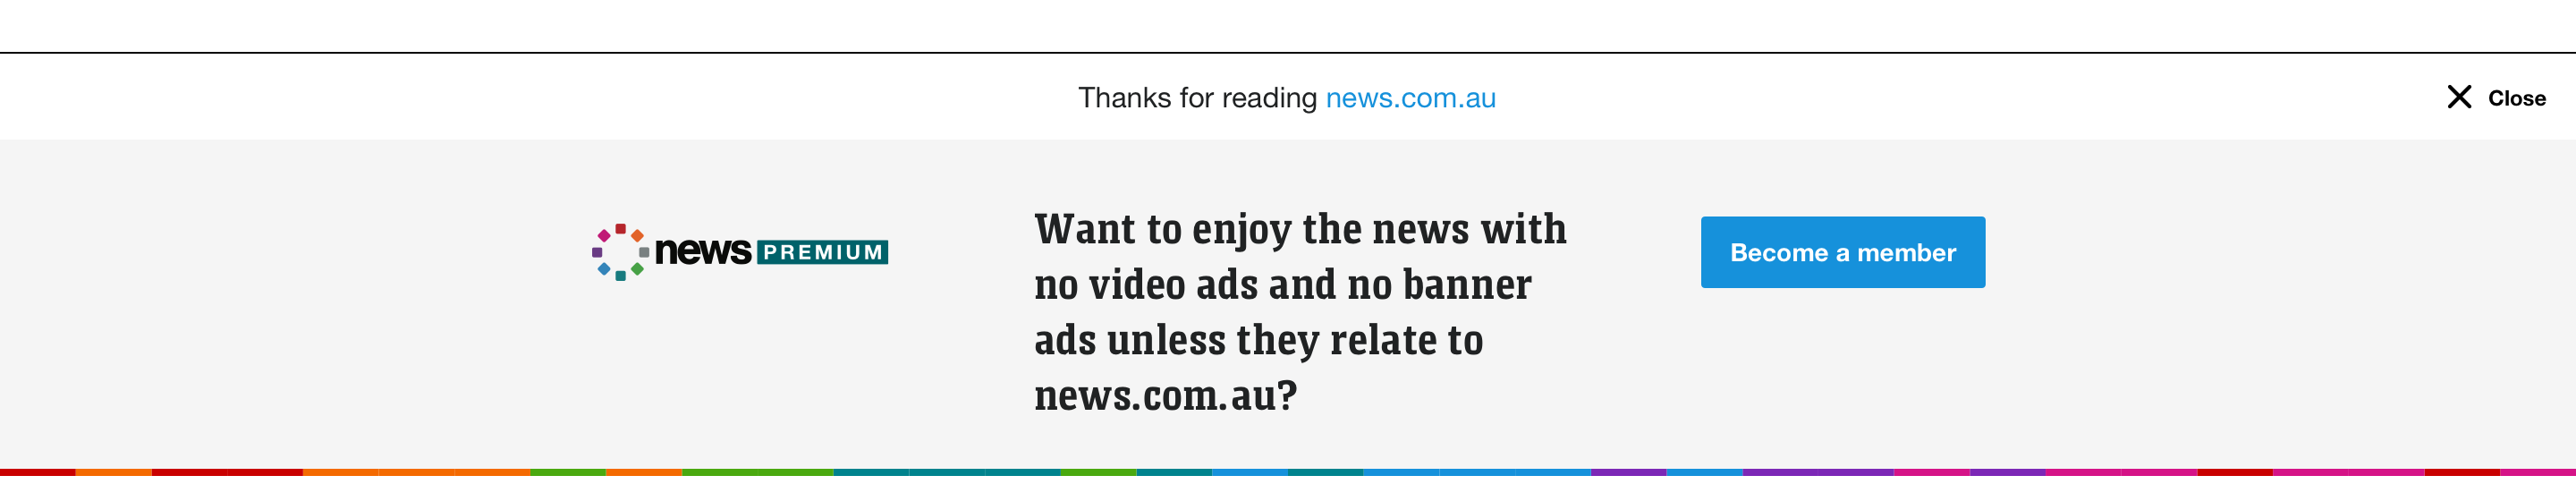 Thanks for reading news.com.au
Close
news PREMIUM
Want to enjoy the news with
no video ads and no banner
ads unless they relate to
news.com.au?
Become a member